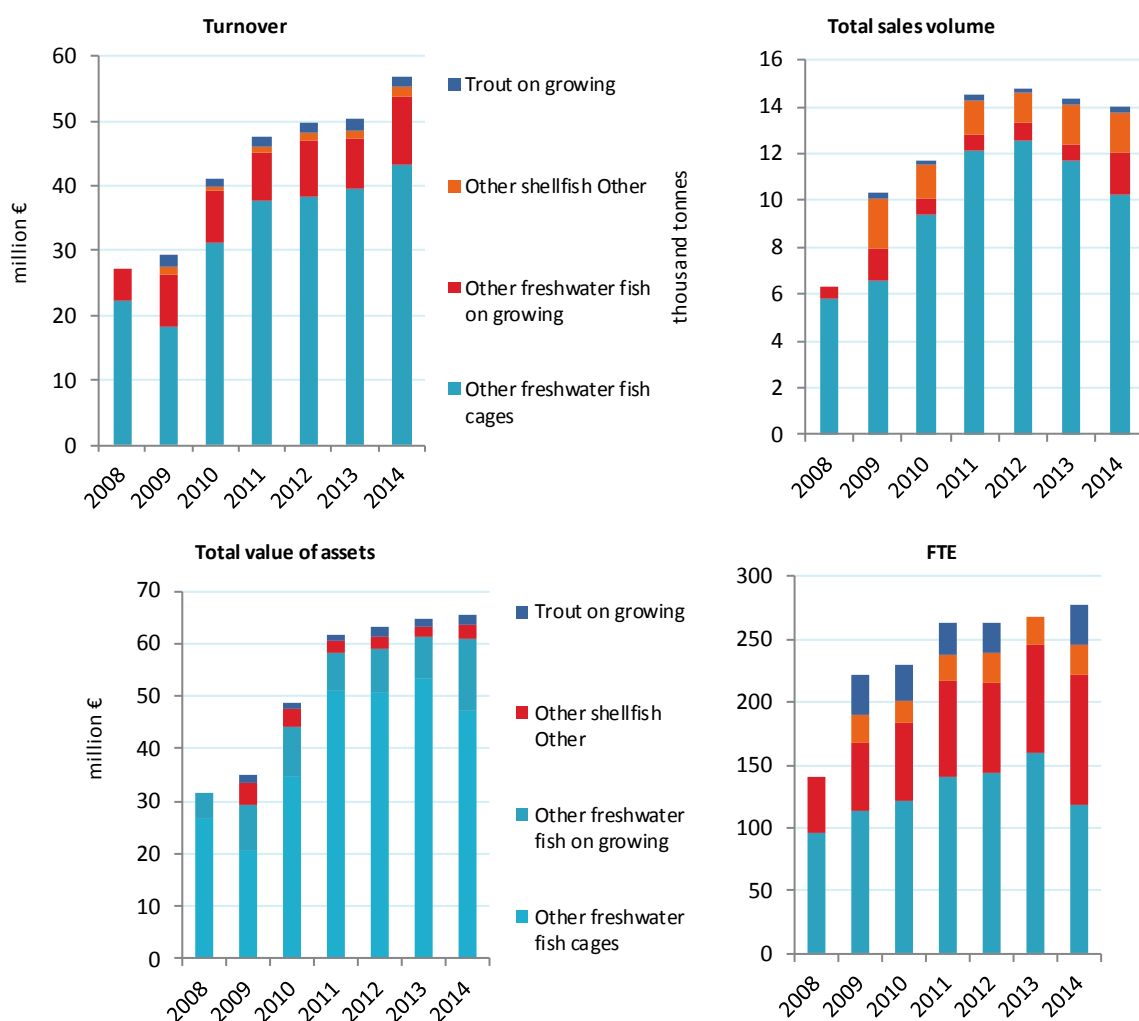 Turnover
60
50
40
30
20
10
0
million €
2008
2009
2010
2011
2012
2013
2014
Trout on growing
Other shellfish Other
Other freshwater fish
on growing
Other freshwater fish
cages
Total sales volume
16
14
12
10
8
6
4
2
0
thousand tonnes
2008
2009
2010
2011
2012
2013
2014
Total value of assets
70
60
50
40
30
20
10
0
million €
2008
2009
2010
2011
2012
2013
2014
Trout on growing
Other shellfish
Other
Other freshwater
fish on growing
Other freshwater
fish cages
FTE
300
250
200
150
100
50
0
2008
2009
2010
2011
2012
2013
2014